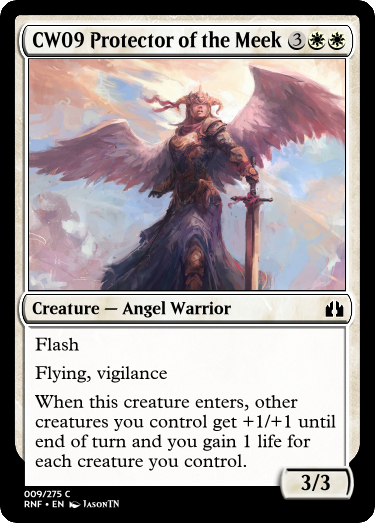 CW09 Protector of the Meek 3
Creature — Angel Warrior
Flash
Flying, vigilance
When this creature enters, other
creatures you control get +1/+1 until
end of turn and you gain 1 life for
each creature you control.
3/3
009/275 C
RNF • EN JASONTN